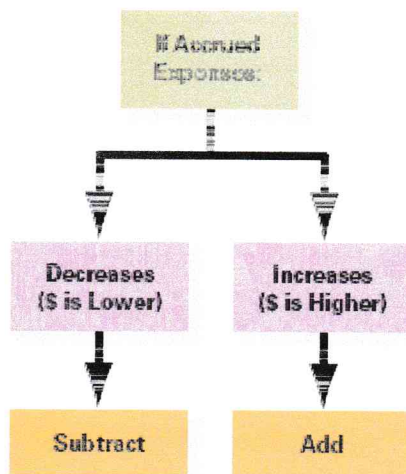 If Accrued
Expenses:
Decreases
($ is Lower)
Increases
($ is Higher)
Subtract
Add